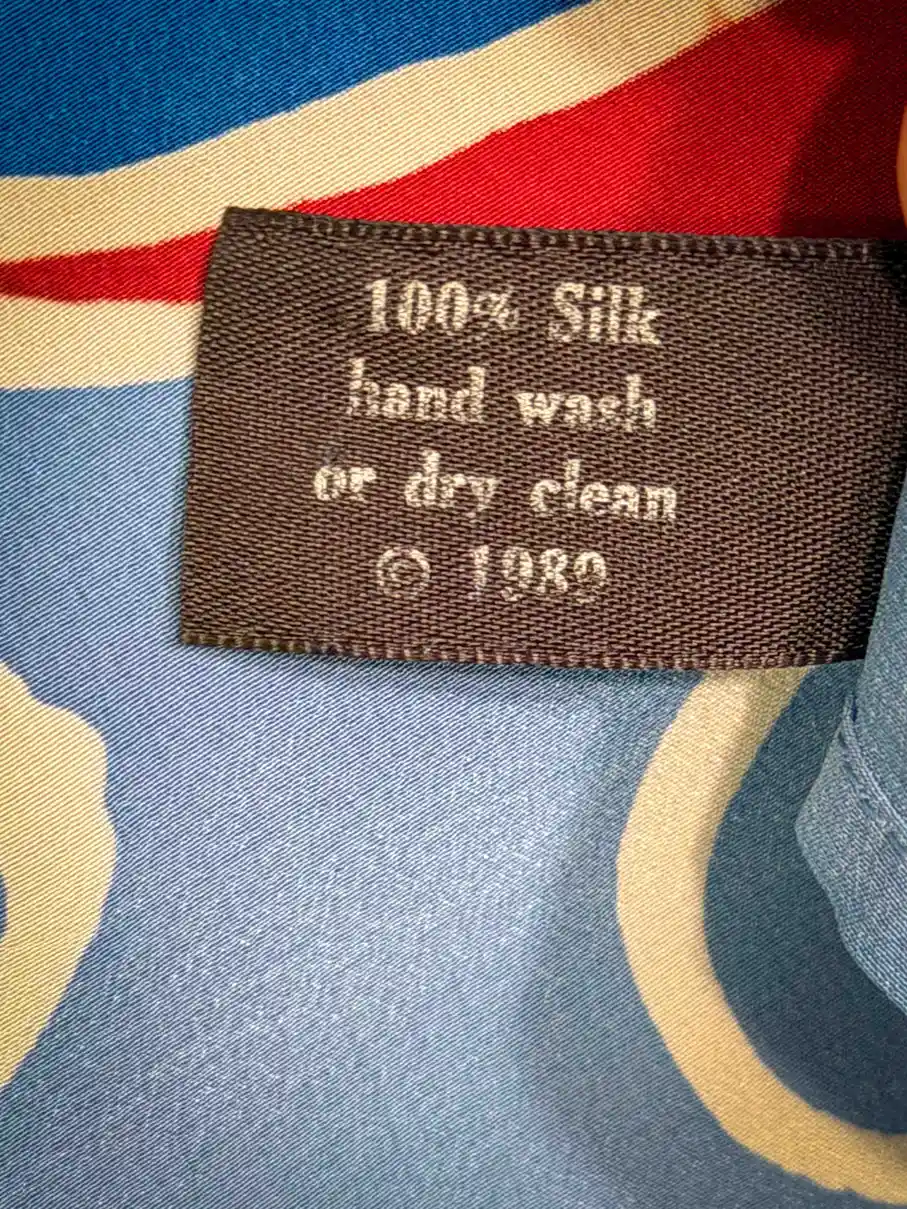 100% Silk
hand wash
or dry clean
© 1989